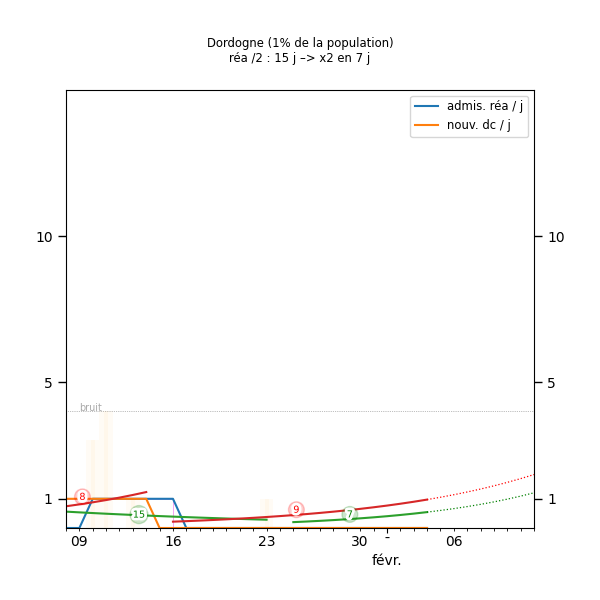 Dordogne (1% de la population)
réa /2 : 15 j –> x2 en 7 j
admis. réa / j
nouv. dc / j
10
10
5
5
bruit
1
1
8
15
9
7
09
16
23
30
-
06
févr.